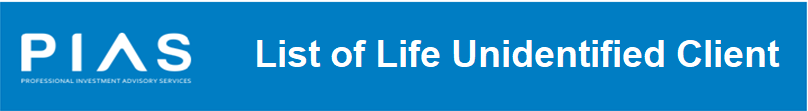 PIAS
PROFESSIONAL INVESTMENT ADVISORY SERVICES
List of Life Unidentified Client